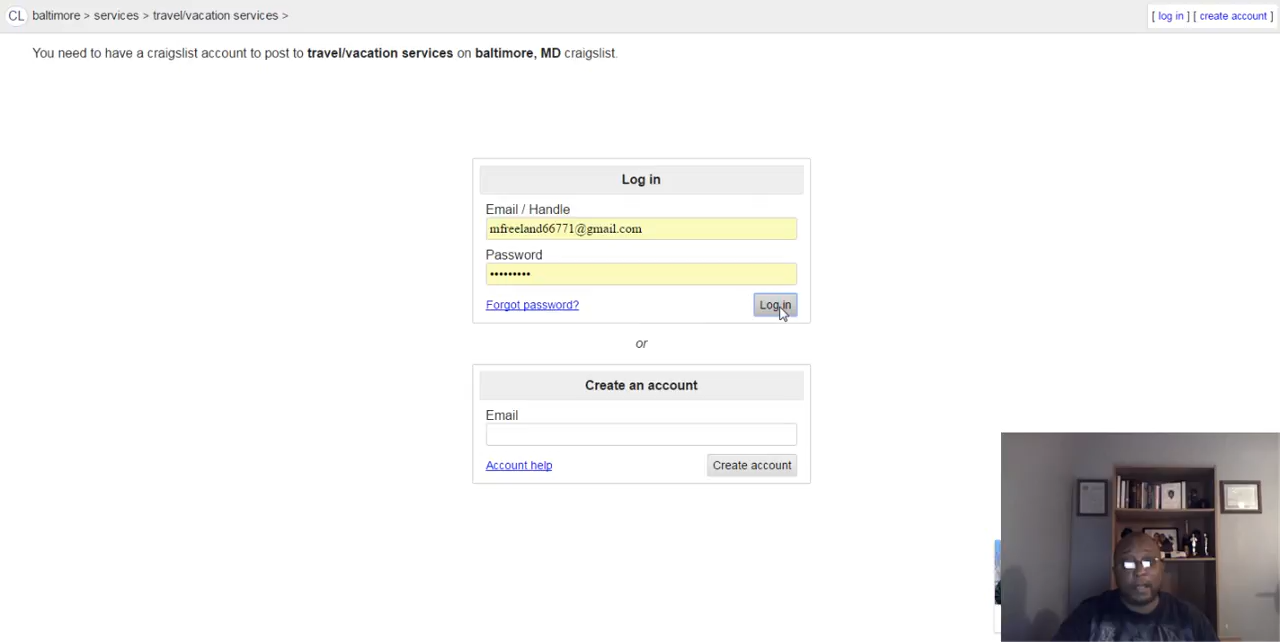 CL baltimore > services > travel/vacation services > [ log in ] [ create account ]
You need to have a craigslist account to post to travel/vacation services on baltimore, MD craigslist.
Log in
Email / Handle
mfreeland66771@gmail.com
Password
•••••••••
Forgot password? Log in
or
Create an account
Email
Account help Create account